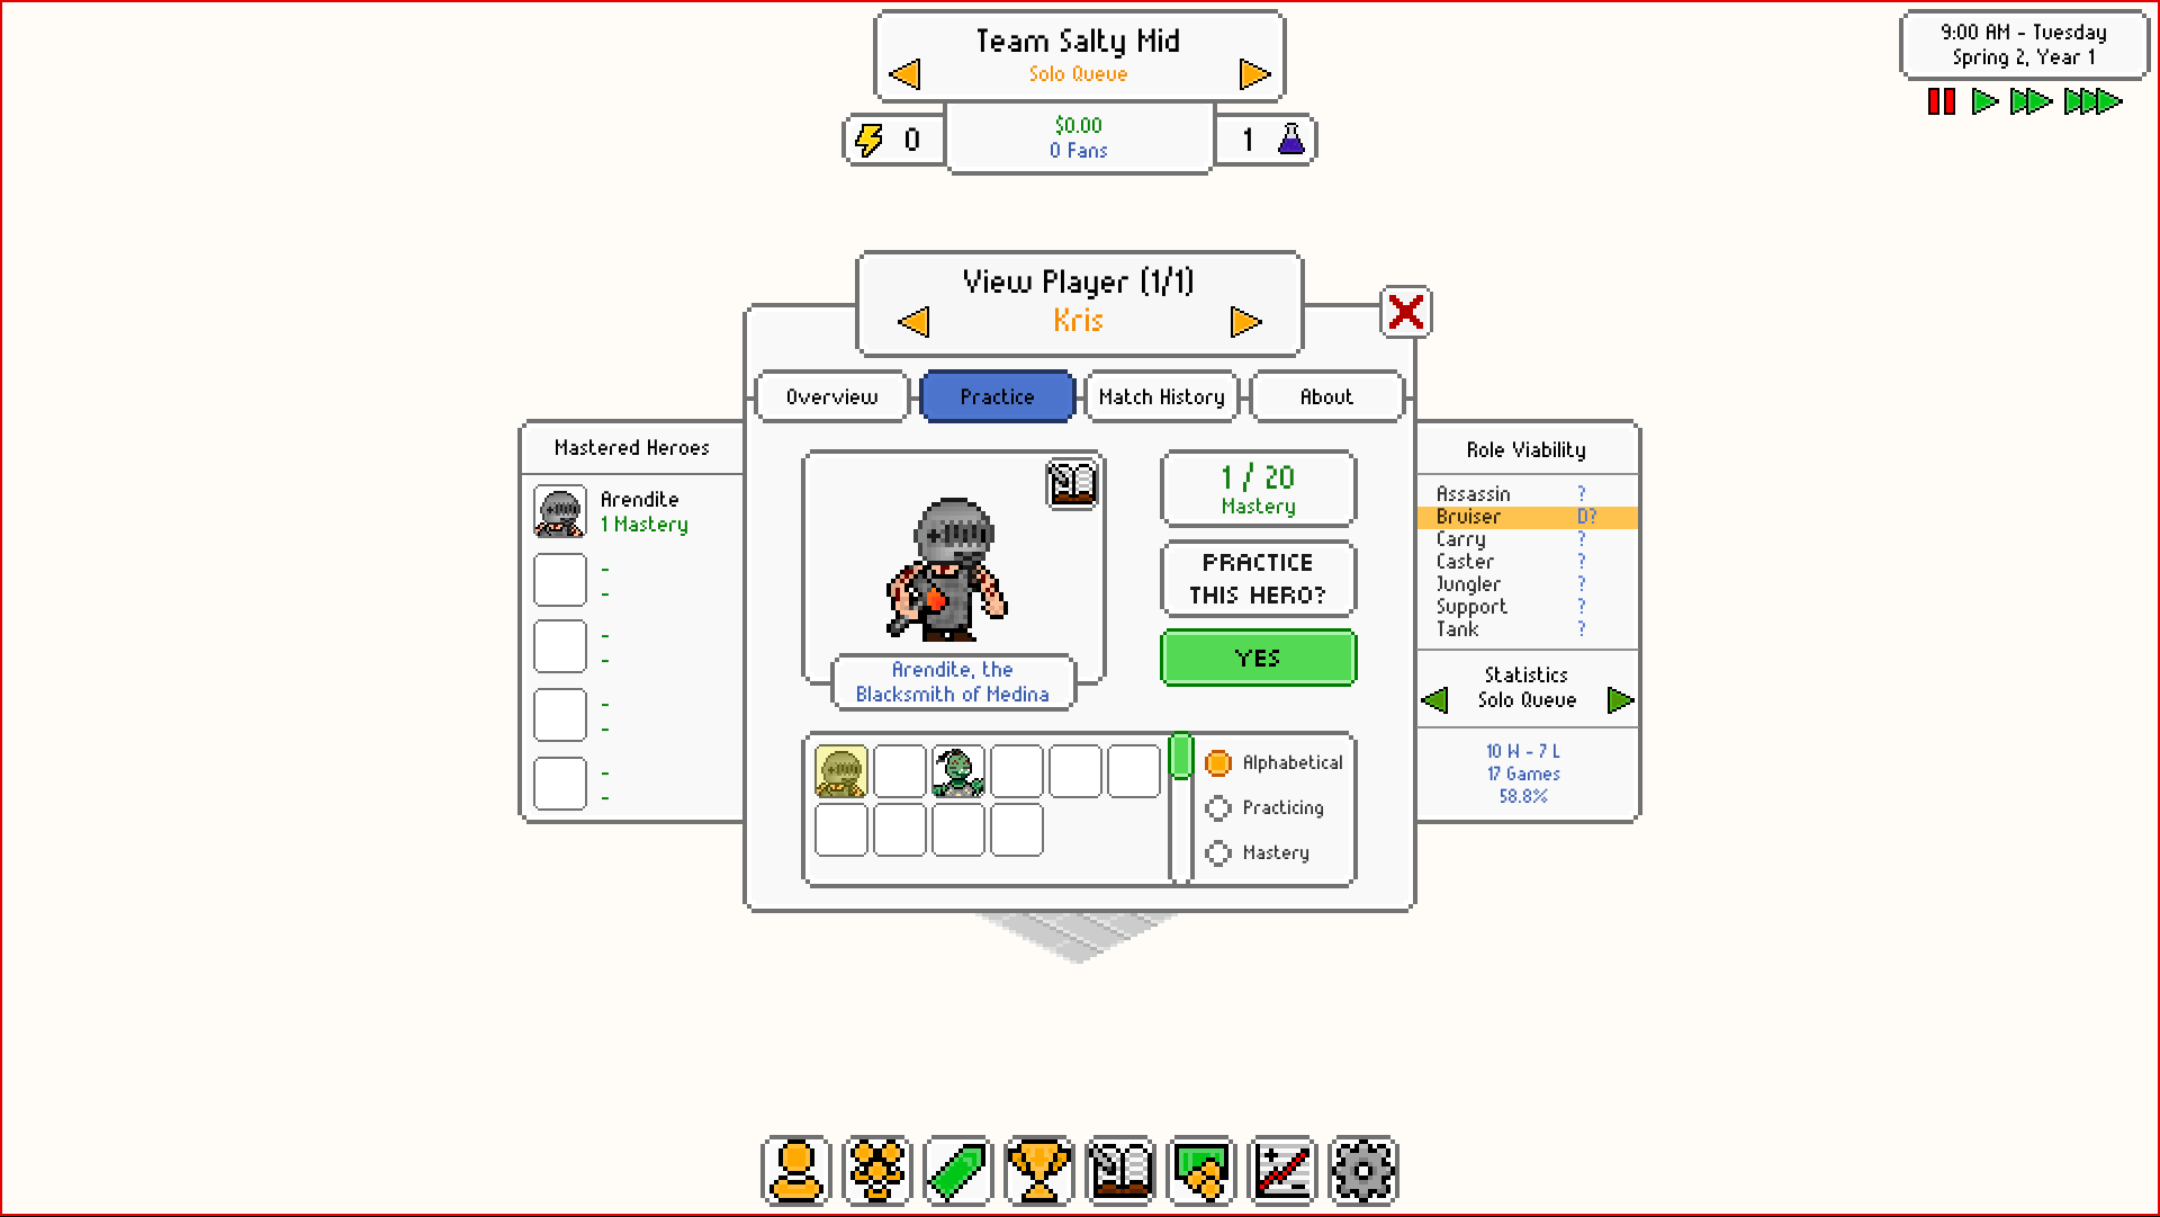 Team Salty Mid
Solo Queue
0
$0.00
0 Fans
1
9:00 AM - Tuesday
Spring 2, Year 1
View Player (1/1)
Kris
Overview
Practice
Match History
About
Mastered Heroes
Arendite
1 Mastery
-
-
-
-
-
-
-
-
Arendite, the
Blacksmith of Medina
1 / 20
Mastery
PRACTICE
THIS HERO?
YES
Alphabetical
Practicing
Mastery
Role Viability
Assassin ?
Bruiser D?
Carry ?
Caster ?
Jungler ?
Support ?
Tank ?
Statistics
Solo Queue
10 W - 7 L
17 Games
58.8%